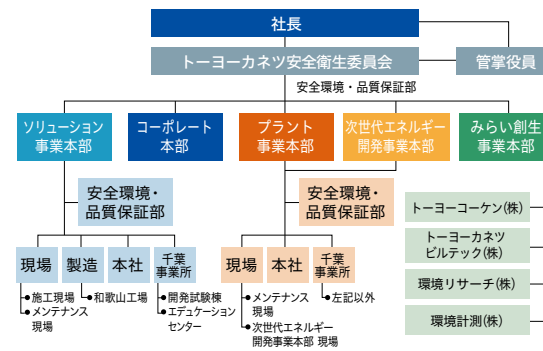 社長
トーヨーカネツ安全衛生委員会
管掌役員
安全環境・品質保証部
ソリューション
事業本部
コーポレート
本部
プラント
事業本部
次世代エネルギー
開発事業本部
みらい創生
事業本部
安全環境・
品質保証部
安全環境・
品質保証部
現場
製造
本社
千葉
事業所
●施工現場
●メンテナンス
現場
●和歌山工場
●開発試験棟
●エデュケーション
センター
現場
本社
千葉
事業所
●メンテナンス
現場
●次世代エネルギー
開発事業本部 現場
●左記以外
トーヨーコーケン(株)
トーヨーカネツ
ビルテック(株)
環境リサーチ(株)
環境計測(株)